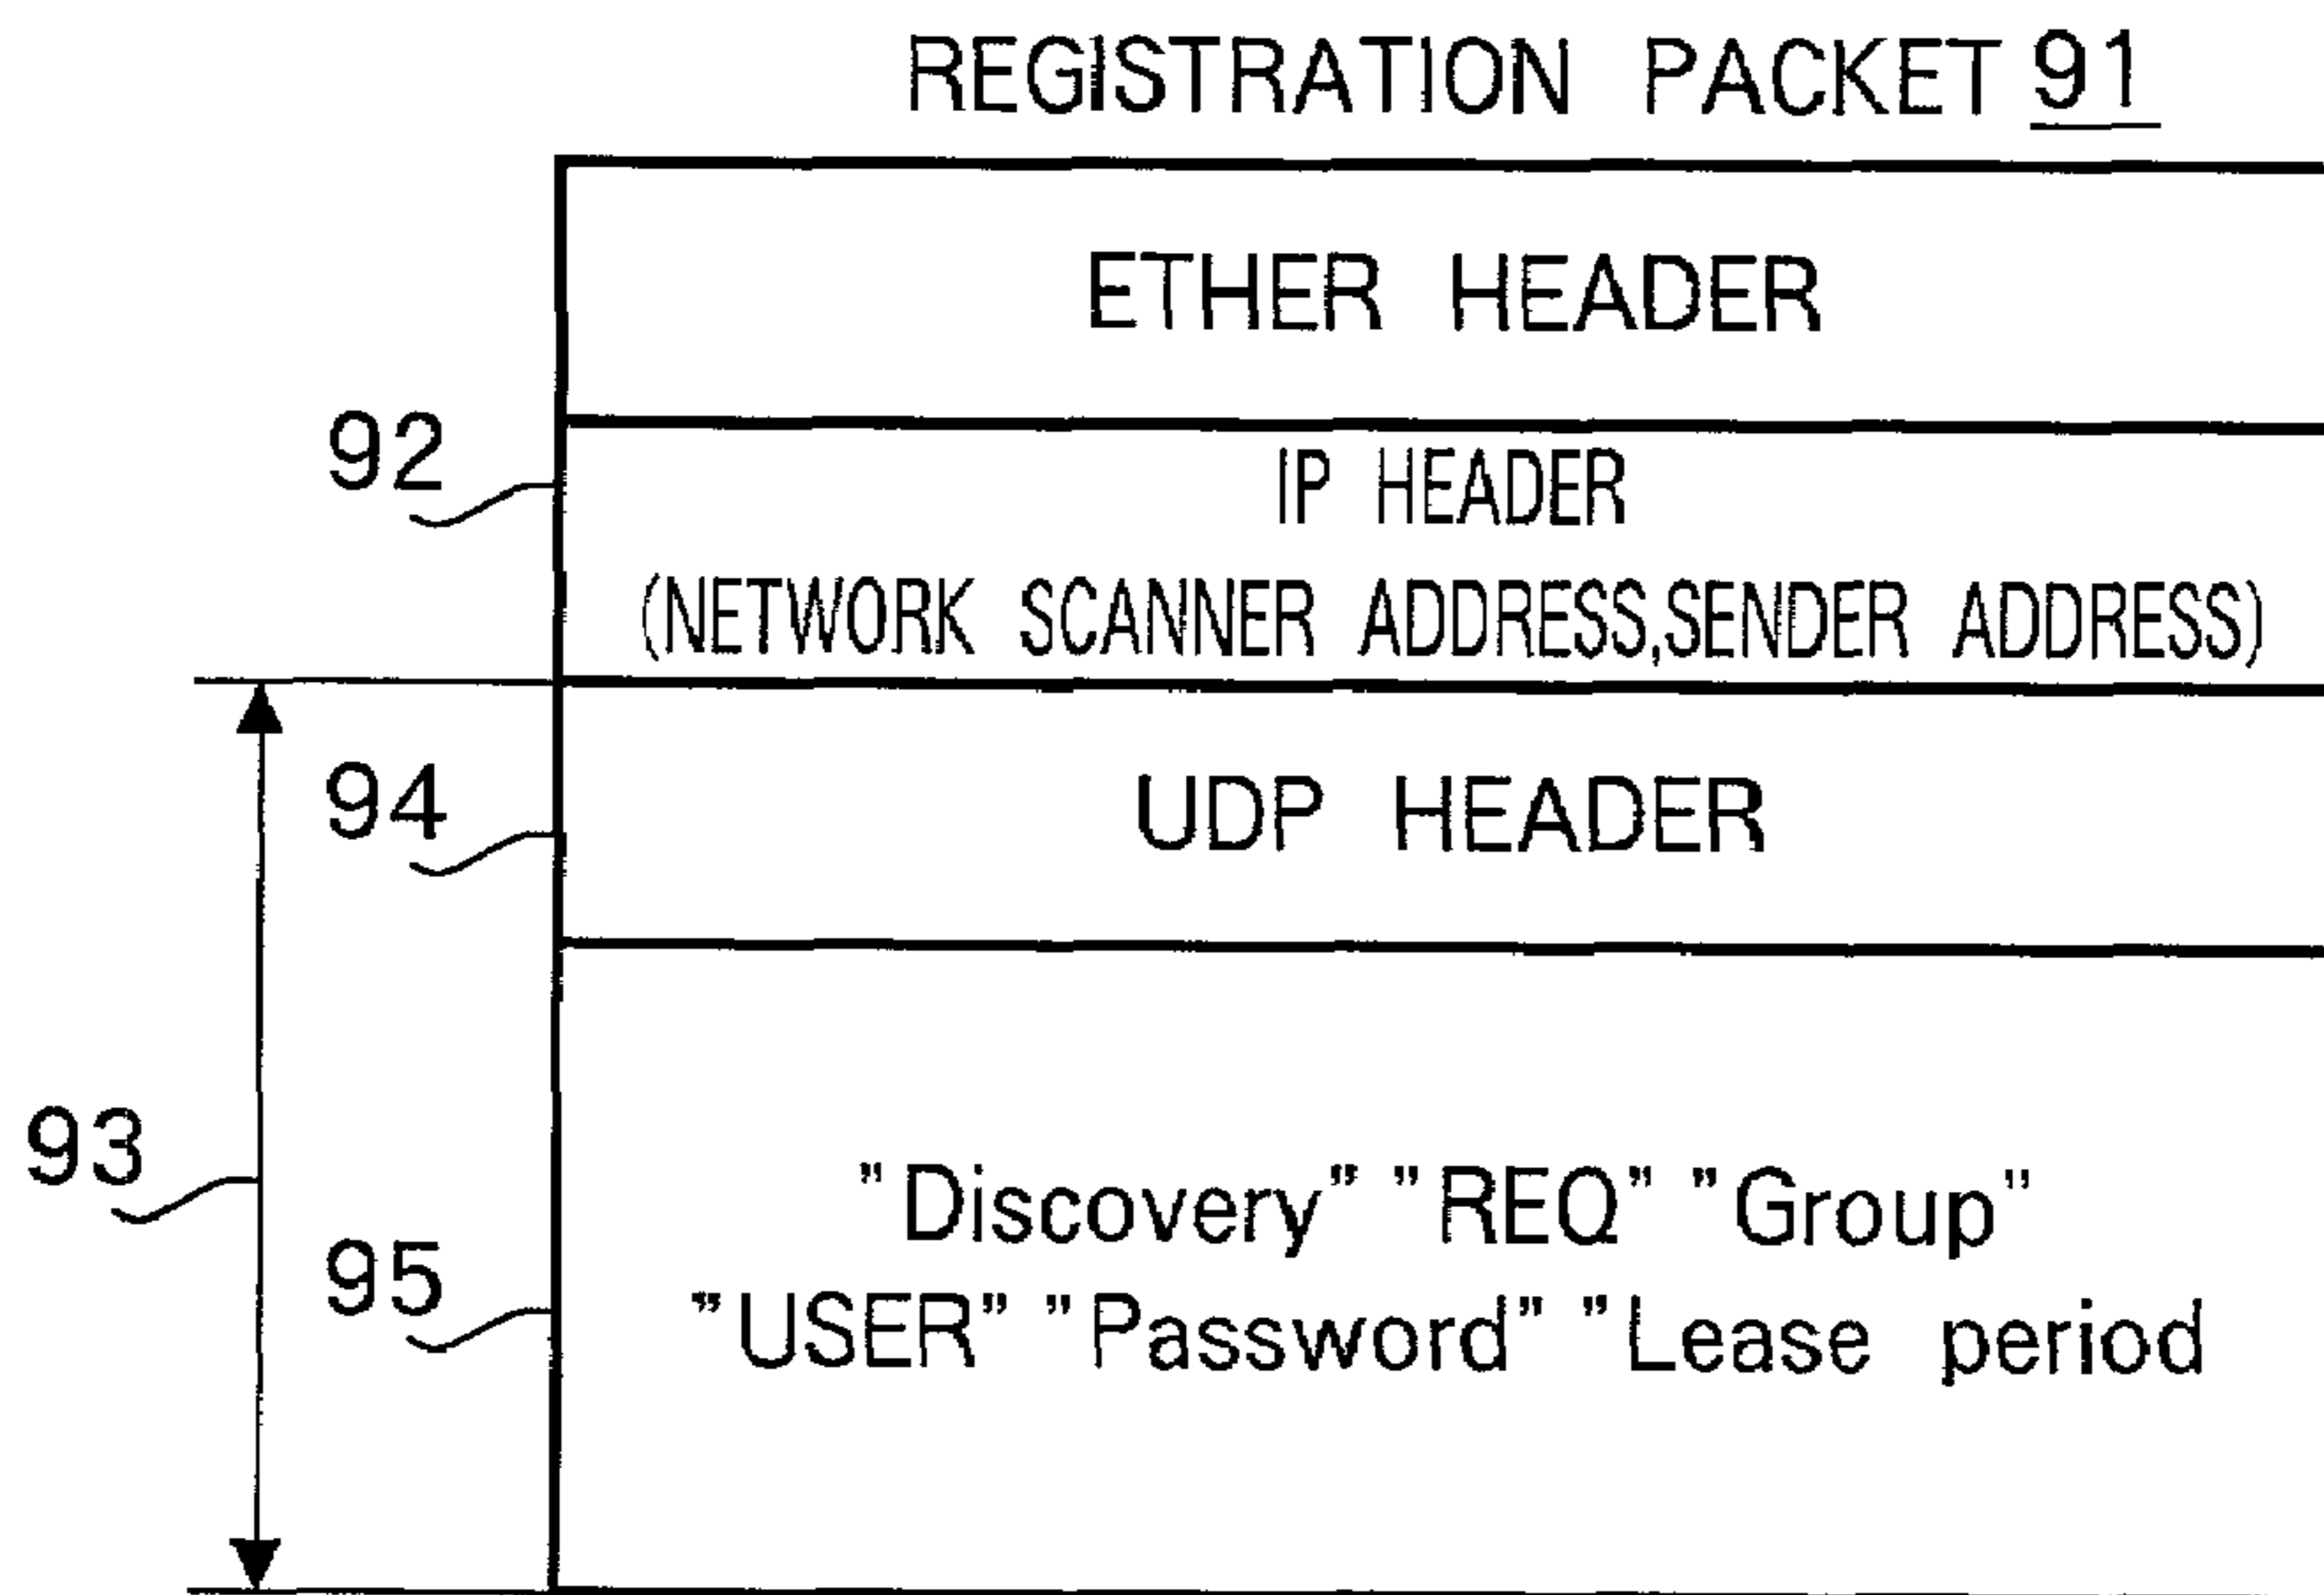 REGISTRATION PACKET 91
ETHER HEADER
92
IP HEADER
(NETWORK SCANNER ADDRESS,SENDER ADDRESS)
94
UDP HEADER
93
"Discovery" "REQ" "Group"
95
"USER" "Password" "Lease period